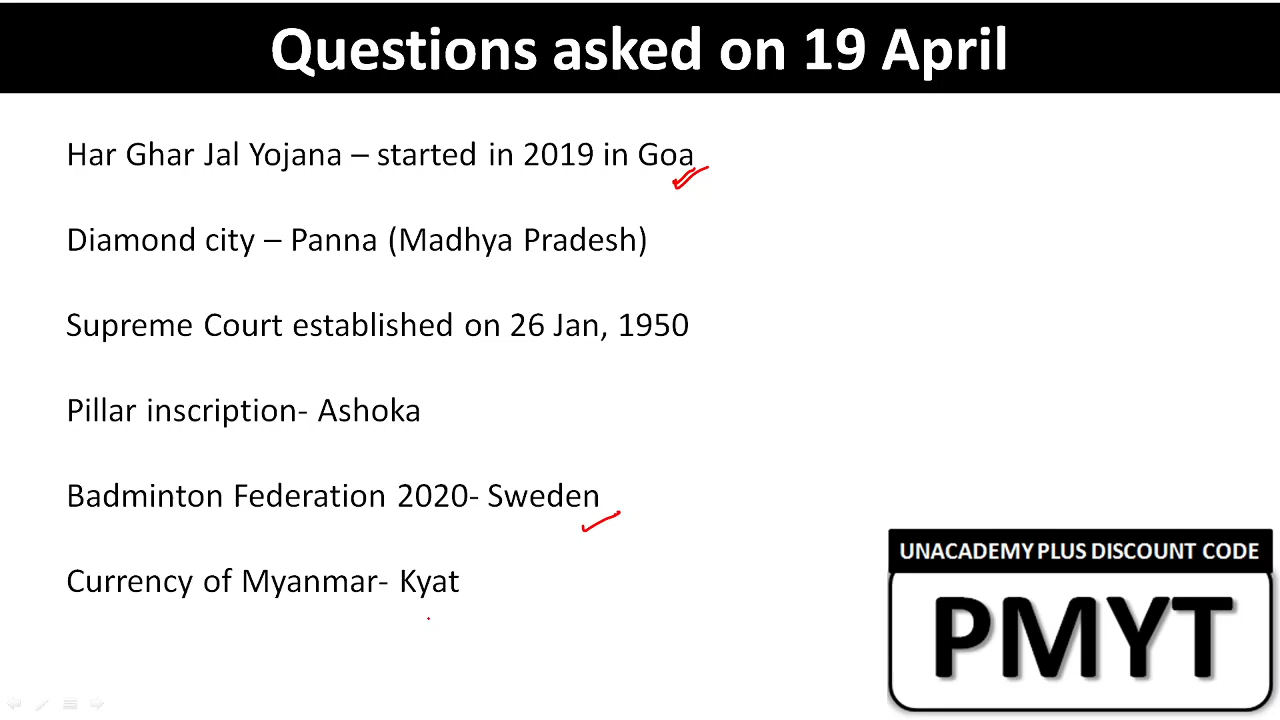 Questions asked on 19 April
Har Ghar Jal Yojana – started in 2019 in Goa
Diamond city – Panna (Madhya Pradesh)
Supreme Court established on 26 Jan, 1950
Pillar inscription- Ashoka
Badminton Federation 2020- Sweden
Currency of Myanmar- Kyat
UNACADEMY PLUS DISCOUNT CODE
PMYT